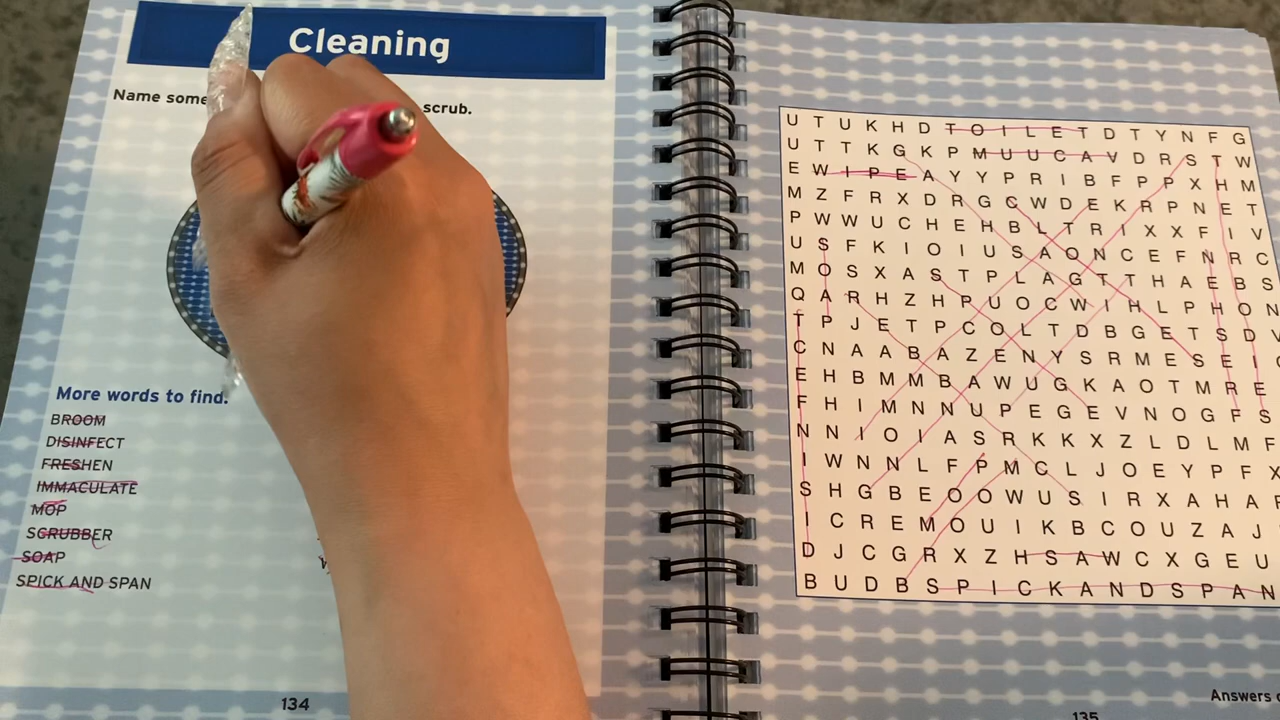 Cleaning
Name some
scrub.
More words to find.
BROOM
DISINFECT
FRESHEN
IMMACULATE
MOP
SCRUBBER
SOAP
SPICK AND SPAN
134
U T U K H D T O I L E T D T Y N F G
U T T K G K P M U U C A V D R S T W
E W I P E A Y Y P R I B F P P X H M
M Z F R X D R G C W D E K R P N E T
P W W U C H E H B L T R I X X F I V
U S F K I O I U S A O N C E F N R C
M O S X A S T P L A G T T H A E B S
Q A R H Z H P U O C W I H L P H O N
T P J E T P C O L T D B G E T S D V
C N A A B A Z E N Y S R M E S E I
E H B M M B A W U G K A O T M R E
F H I M N N U P E G E V N O G F S
N N I O I A S R K K X Z L D L M F
I W N N L F P M C L J O E Y P F X
S H G B E O O W U S I R X A H A
I C R E M O U I K B C O U Z A J
D J C G R X Z H S A W C X G E U
B U D B S P I C K A N D S P A N
Answers
135